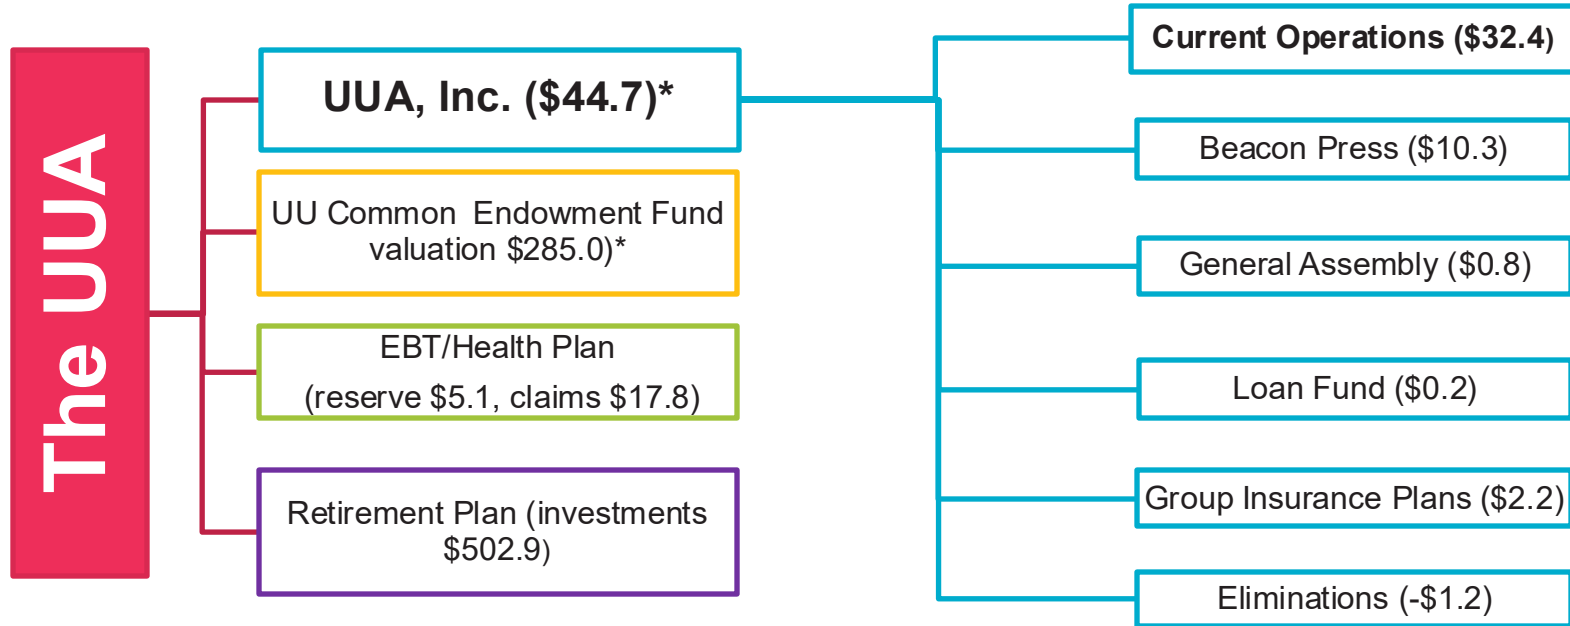 The UUA
UUA, Inc. ($44.7)*
UU Common  Endowment Fund
valuation $285.0)*
EBT/Health Plan
(reserve $5.1, claims $17.8)
Retirement Plan (investments
$502.9)
Current Operations ($32.4)
Beacon Press ($10.3)
General Assembly ($0.8)
Loan Fund ($0.2)
Group Insurance Plans ($2.2)
Eliminations (-$1.2)